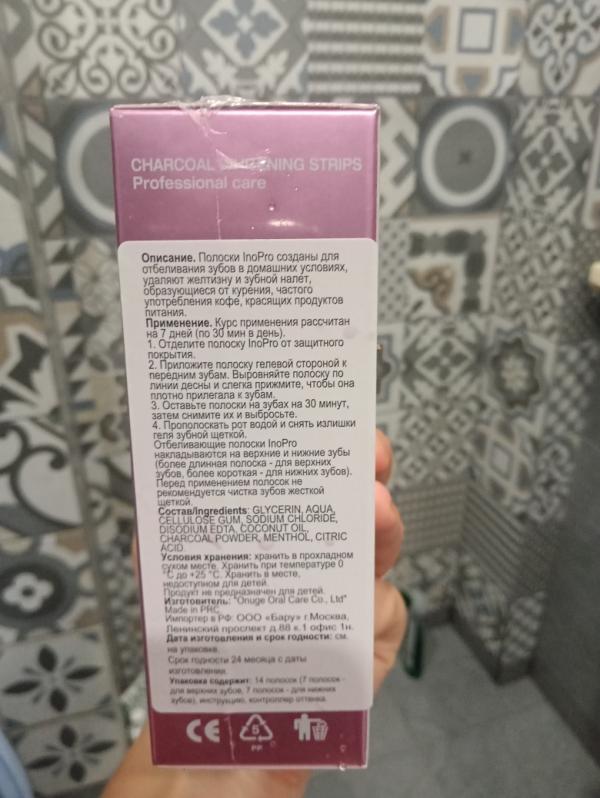 CHARCOAL WHITENING STRIPS
Professional care
Описание. Полоски InoPro созданы для
отбеливания зубов в домашних условиях,
удаляют желтизну и зубной налет,
образующиеся от курения, частого
употребления кофе, красящих продуктов
питания.
Применение. Курс применения рассчитан
на 7 дней (по 30 мин в день).
1. Отделите полоску InoPro от защитного
покрытия.
2. Приложите полоску гелевой стороной к
передним зубам. Выровняйте полоску по
линии десны и слегка прижмите, чтобы она
плотно прилегала к зубам.
3. Оставьте полоски на зубах на 30 минут,
затем снимите их и выбросьте.
4. Прополоскать рот водой и снять излишки
геля зубной щеткой.
Отбеливающие полоски InoPro
накладываются на верхние и нижние зубы
(более длинная полоска - для верхних
зубов, более короткая - для нижних зубов).
Перед применением полосок не
рекомендуется чистка зубов жесткой
щеткой.
Состав/Ingredients: GLYCERIN, AQUA,
CELLULOSE GUM, SODIUM CHLORIDE,
DISODIUM EDTA, COCONUT OIL,
CHARCOAL POWDER, MENTHOL, CITRIC
ACID.
Условия хранения: хранить в прохладном
сухом месте. Хранить при температуре 0
°C до +25 °C. Хранить в месте,
недоступном для детей.
Продукт не предназначен для детей.
Изготовитель: "Onuge Oral Care Co., Ltd"
Made in PRC.
Импортер в РФ: ООО «Бару» г.Москва,
Ленинский проспект д.88 к.1 офис 1н.
Дата изготовления и срок годности: см.
на упаковке.
Срок годности 24 месяца с даты
изготовления.
Упаковка содержит: 14 полосок (7 полосок -
для верхних зубов, 7 полосок - для нижних
зубов), инструкцию, контроллер оттенка.
CE
5
PP